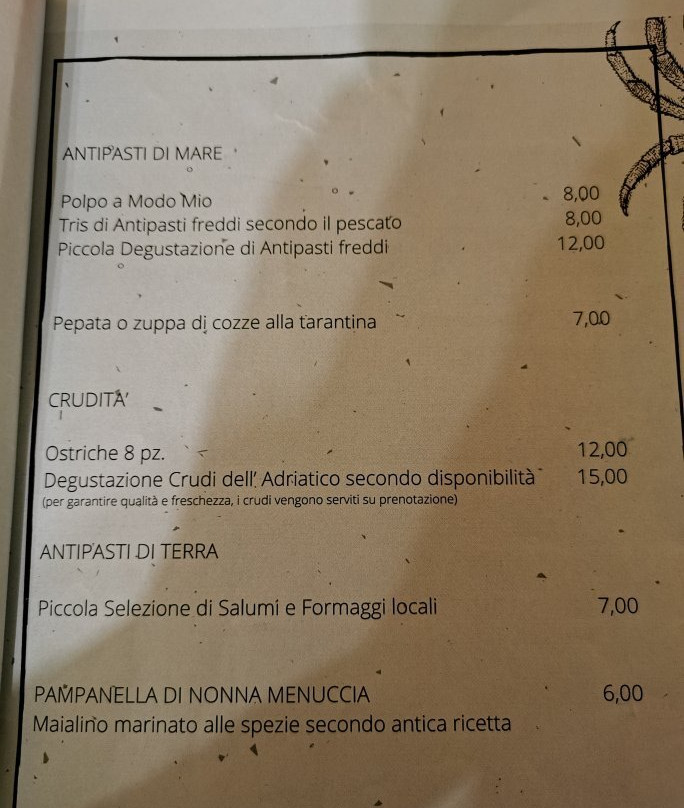 ANTIPASTI DI MARE
Polpo a Modo Mio 8,00
Tris di Antipasti freddi secondo il pescato 8,00
Piccola Degustazione di Antipasti freddi 12,00
Pepata o zuppa di cozze alla tarantina 7,00
CRUDITA'
Ostriche 8 pz. 12,00
Degustazione Crudi dell' Adriatico secondo disponibilità 15,00
(per garantire qualità e freschezza, i crudi vengono serviti su prenotazione)
ANTIPASTI DI TERRA
Piccola Selezione di Salumi e Formaggi locali 7,00
PAMPANELLA DI NONNA MENUCCIA 6,00
Maialino marinato alle spezie secondo antica ricetta